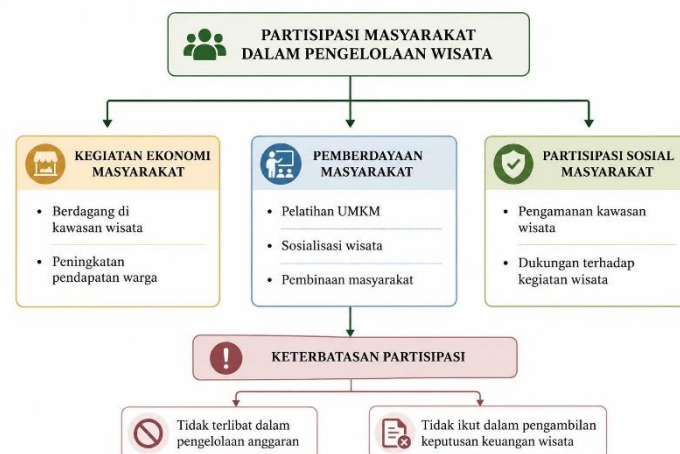 PARTISIPASI MASYARAKAT
DALAM PENGELOLAAN WISATA
KEGIATAN EKONOMI
MASYARAKAT
• Berdagang di
kawasan wisata
• Peningkatan
pendapatan warga
PEMBERDAYAAN
MASYARAKAT
• Pelatihan UMKM
• Sosialisasi wisata
• Pembinaan masyarakat
PARTISIPASI SOSIAL
MASYARAKAT
• Pengamanan kawasan
wisata
• Dukungan terhadap
kegiatan wisata
KETERBATASAN PARTISIPASI
Tidak terlibat dalam
pengelolaan anggaran
Tidak ikut dalam pengambilan
keputusan keuangan wisata